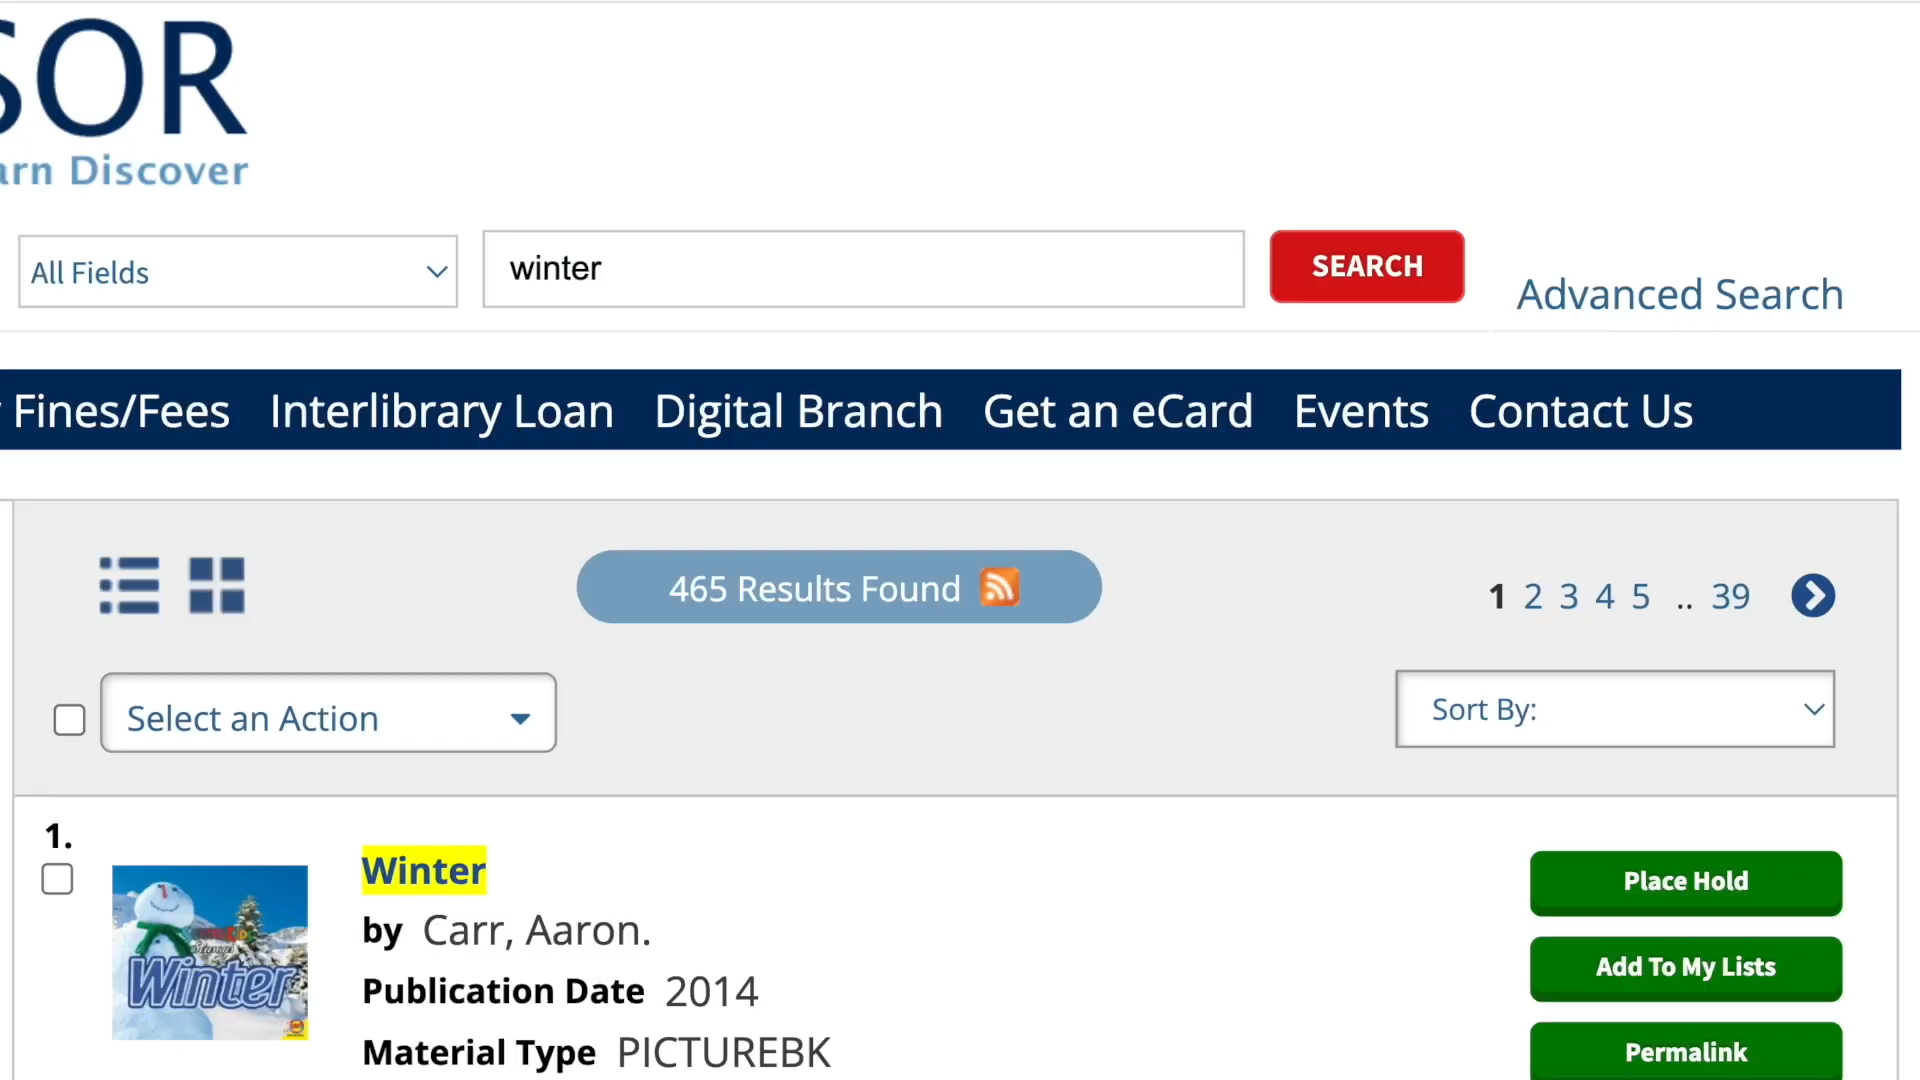 SOR
arn Discover
All Fields
winter
SEARCH
Advanced Search
Fines/Fees Interlibrary Loan Digital Branch Get an eCard Events Contact Us
465 Results Found
1 2 3 4 5 .. 39
Select an Action
Sort By:
1.
Winter
Winter
by Carr, Aaron.
Publication Date 2014
Material Type PICTUREBK
Place Hold
Add To My Lists
Permalink